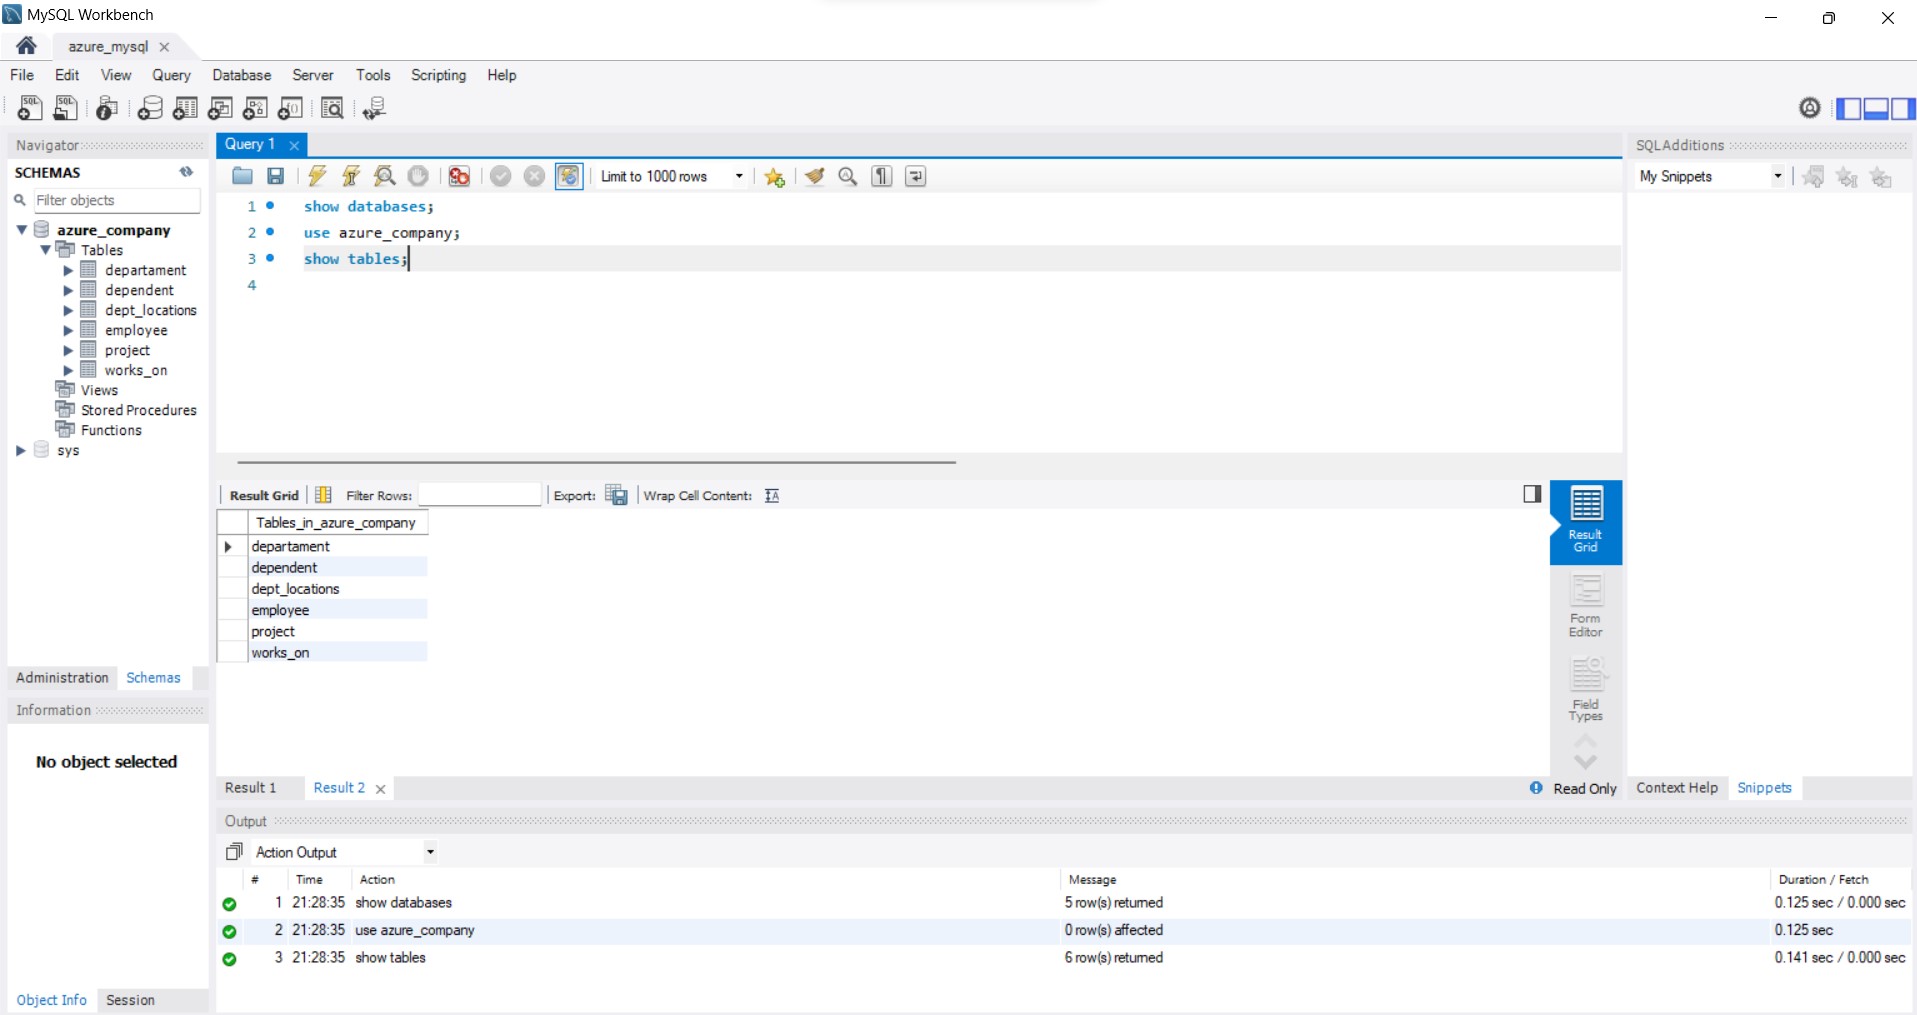 MySQL Workbench
azure_mysql
File Edit View Query Database Server Tools Scripting Help
Navigator
SCHEMAS
Filter objects
azure_company
Tables
departament
dependent
dept_locations
employee
project
works_on
Views
Stored Procedures
Functions
sys
Administration Schemas
Information
No object selected
Object Info Session
Query 1
Limit to 1000 rows
1 show databases;
2 use azure_company;
3 show tables;
4
Result Grid Filter Rows: Export: Wrap Cell Content:
Tables_in_azure_company
departament
dependent
dept_locations
employee
project
works_on
Result
Grid
Form
Editor
Field
Types
Result 1 Result 2 Read Only
SQLAdditions
My Snippets
Context Help Snippets
Output
Action Output
# Time Action Message Duration / Fetch
1 21:28:35 show databases 5 row(s) returned 0.125 sec / 0.000 sec
2 21:28:35 use azure_company 0 row(s) affected 0.125 sec
3 21:28:35 show tables 6 row(s) returned 0.141 sec / 0.000 sec